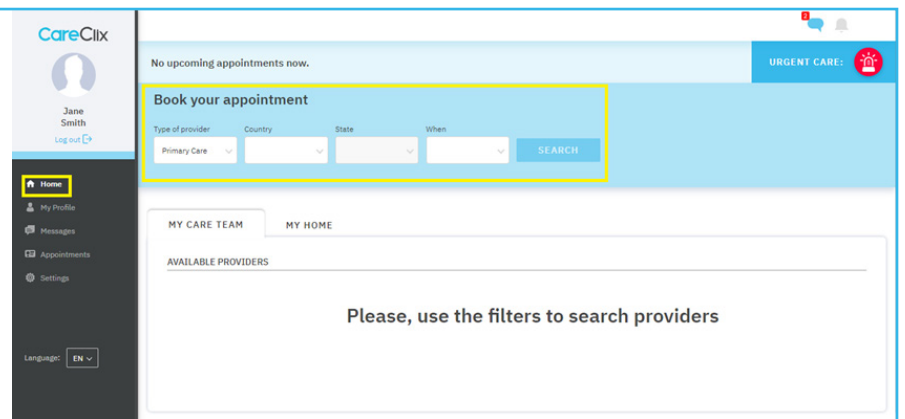 CareClix
2
No upcoming appointments now.
URGENT CARE:
Jane
Smith
Log out
Book your appointment
Type of provider Country State When
Primary Care SEARCH
Home
My Profile
Messages
Appointments
Settings
Language: EN
MY CARE TEAM MY HOME
AVAILABLE PROVIDERS
Please, use the filters to search providers